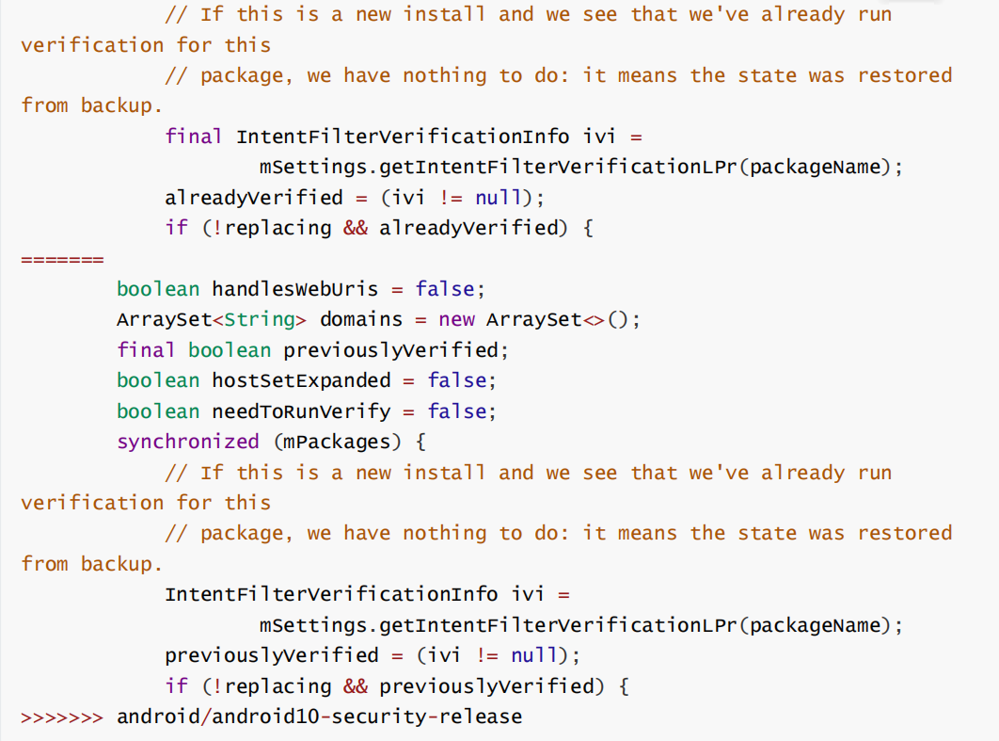 // If this is a new install and we see that we've already run
verification for this
            // package, we have nothing to do: it means the state was restored
from backup.
            final IntentFilterVerificationInfo ivi =
                    mSettings.getIntentFilterVerificationLPr(packageName);
            alreadyVerified = (ivi != null);
            if (!replacing && alreadyVerified) {
=======
        boolean handlesWebUris = false;
        ArraySet<String> domains = new ArraySet<>();
        final boolean previouslyVerified;
        boolean hostSetExpanded = false;
        boolean needToRunVerify = false;
        synchronized (mPackages) {
            // If this is a new install and we see that we've already run
verification for this
            // package, we have nothing to do: it means the state was restored
from backup.
            IntentFilterVerificationInfo ivi =
                    mSettings.getIntentFilterVerificationLPr(packageName);
            previouslyVerified = (ivi != null);
            if (!replacing && previouslyVerified) {
>>>>>>> android/android10-security-release